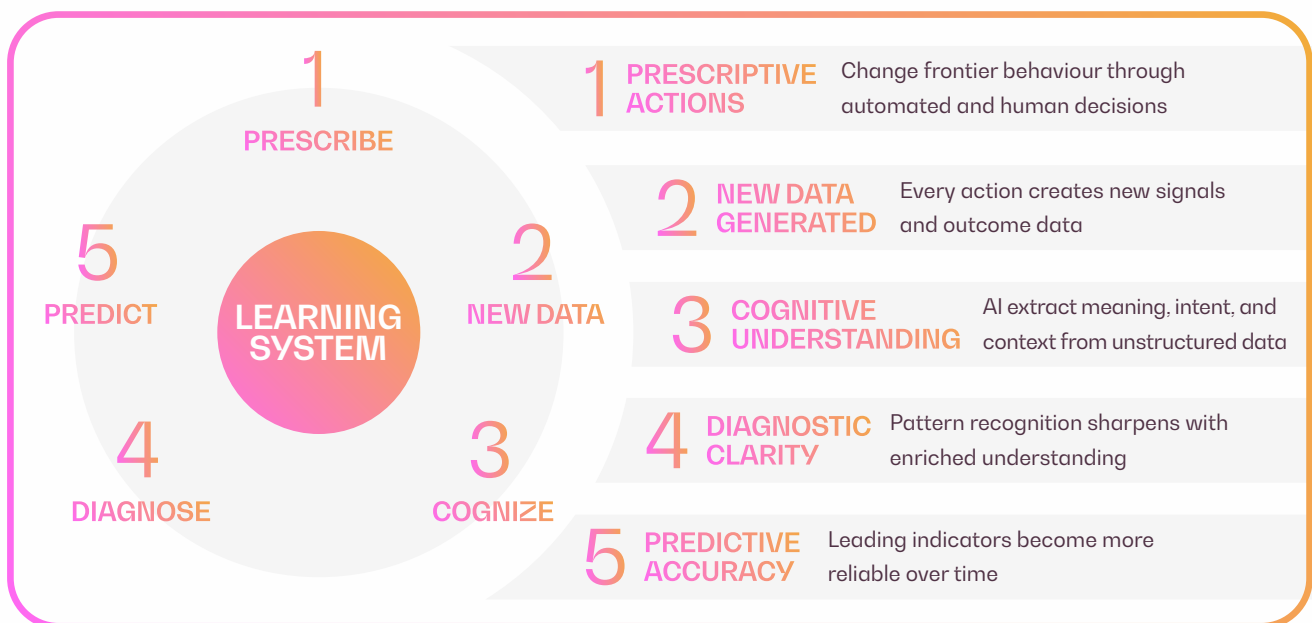 1
PRESCRIBE
2
NEW DATA
3
COGNIZE
4
DIAGNOSE
5
PREDICT
LEARNING
SYSTEM
1
PRESCRIPTIVE
ACTIONS
Change frontier behaviour through
automated and human decisions
2
NEW DATA
GENERATED
Every action creates new signals
and outcome data
3
COGNITIVE
UNDERSTANDING
AI extract meaning, intent, and
context from unstructured data
4
DIAGNOSTIC
CLARITY
Pattern recognition sharpens with
enriched understanding
5
PREDICTIVE
ACCURACY
Leading indicators become more
reliable over time